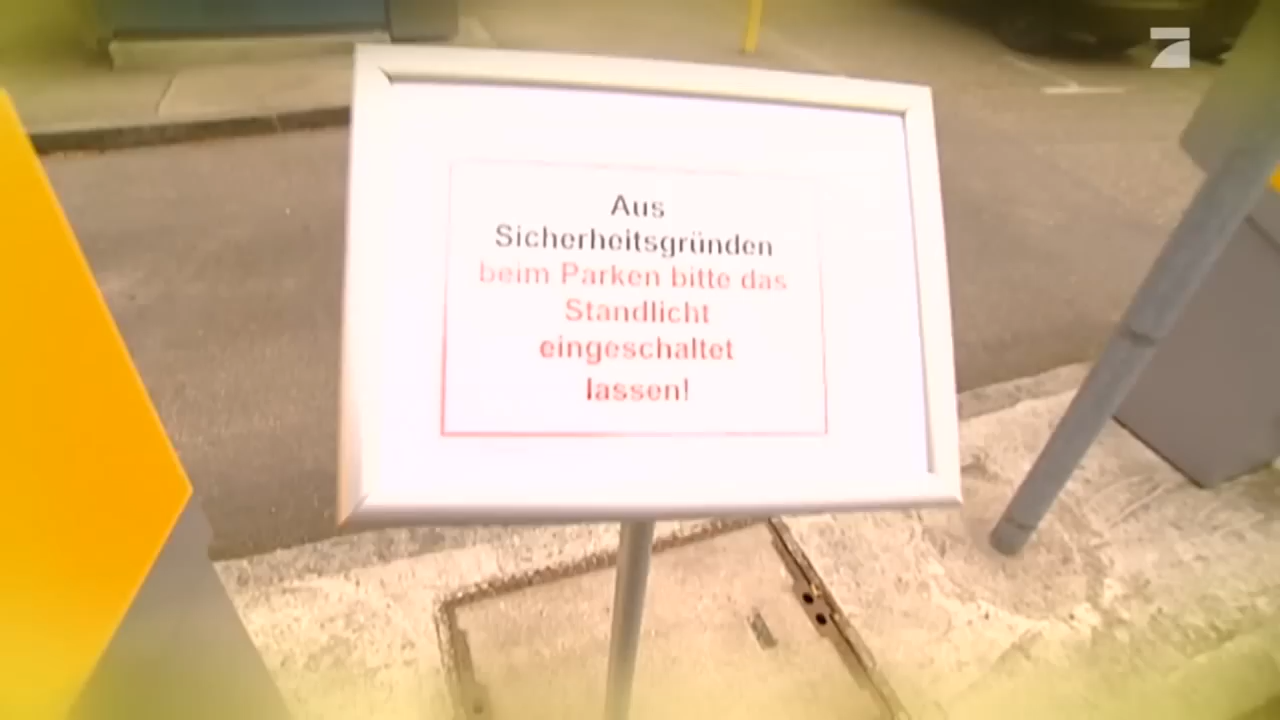 Aus
Sicherheitsgründen
beim Parken bitte das
Standlicht
eingeschaltet
lassen!